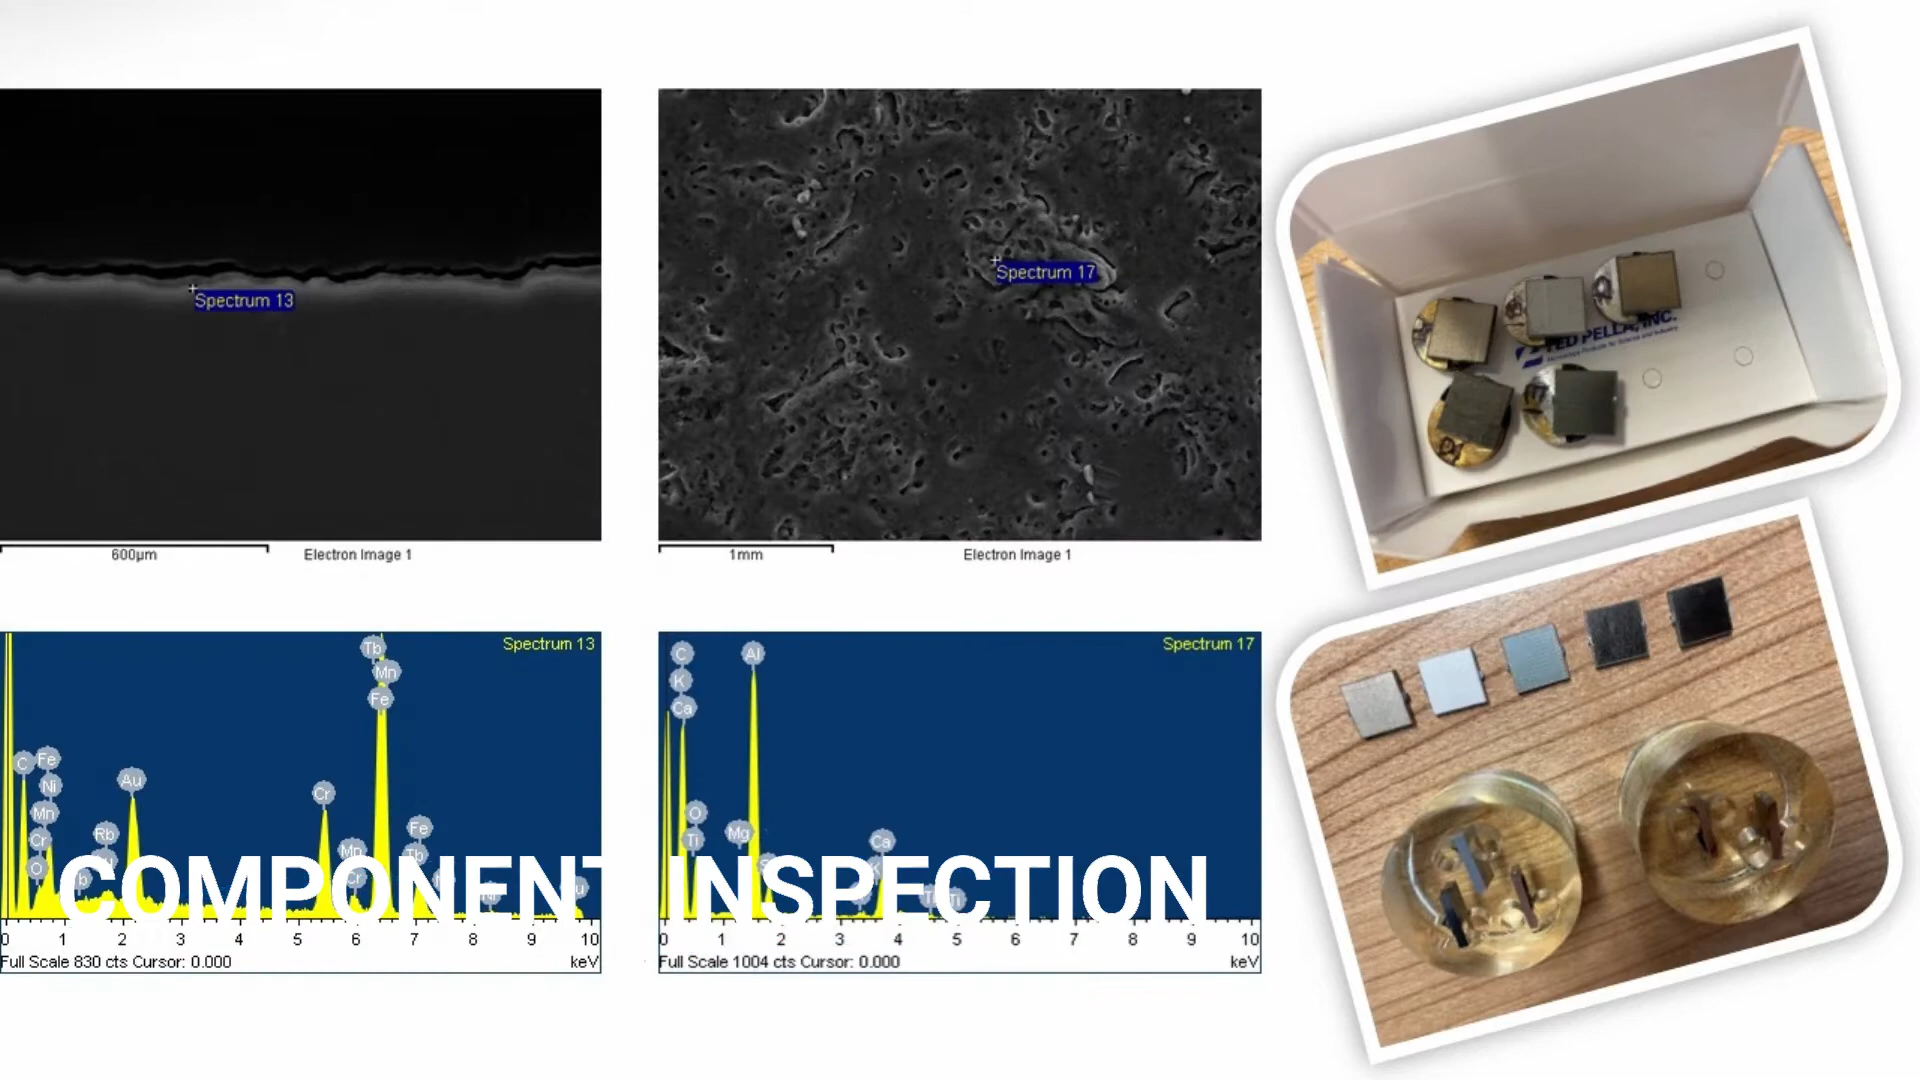 Spectrum 13
600µm
Electron Image 1
Spectrum 17
1mm
Electron Image 1
TED PELLA, INC.
Spectrum 13
Tb
Mn
Fe
C
Fe
Ni
Mn
Cr
O
Rb
Au
Cr
Mn
Cr
Fe
Tb
0 1 2 3 4 5 6 7 8 9 10
Full Scale 830 cts Cursor: 0.000 keV
Spectrum 17
C
K
Ca
Al
O
Ti
Mg
Ca
K
0 1 2 3 4 5 6 7 8 9 10
Full Scale 1004 cts Cursor: 0.000 keV
COMPONENT INSPECTION